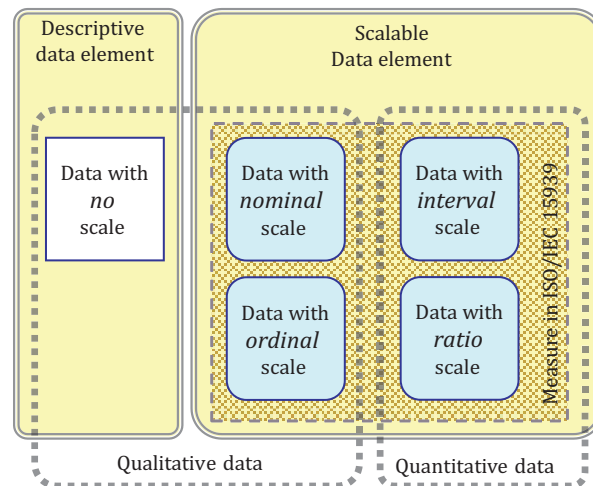 Descriptive
data element
Scalable
Data element
Data with
no
scale
Data with
nominal
scale
Data with
interval
scale
Data with
ordinal
scale
Data with
ratio
scale
Measure in ISO/IEC 15939
Qualitative data
Quantitative data